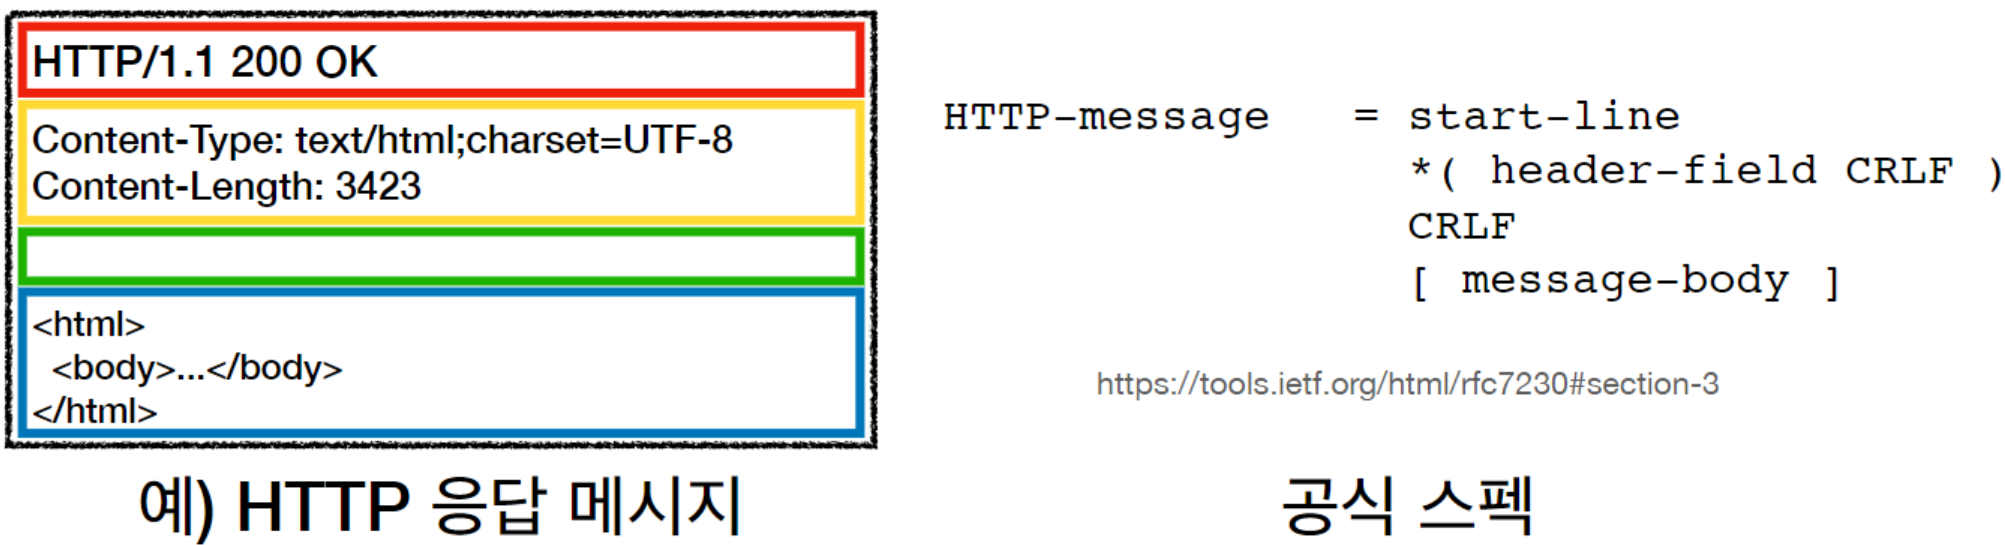 HTTP/1.1 200 OK
Content-Type: text/html;charset=UTF-8
Content-Length: 3423
<html>
<body>...</body>
</html>
예) HTTP 응답 메시지
HTTP-message = start-line
*( header-field CRLF )
CRLF
[ message-body ]
https://tools.ietf.org/html/rfc7230#section-3
공식 스펙